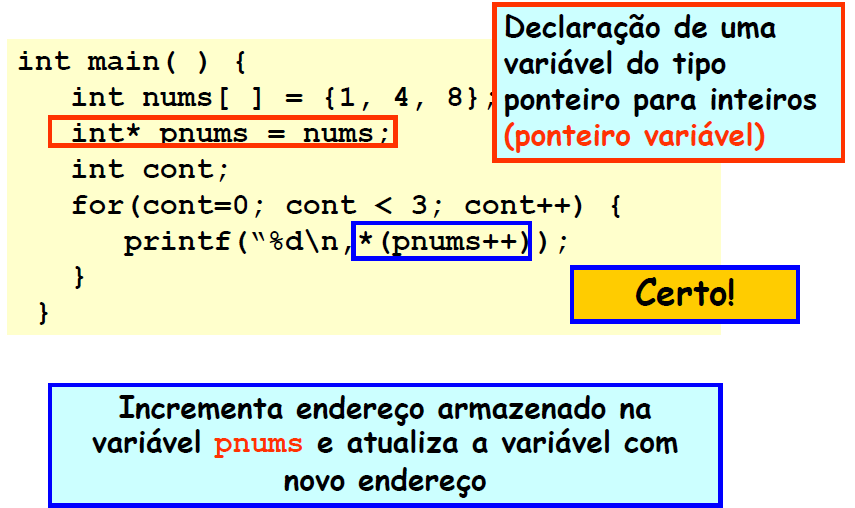 Declaração de uma
variável do tipo
ponteiro para inteiros
(ponteiro variável)
int main( ) {
int nums[ ] = {1, 4, 8};
int* pnums = nums;
int cont;
for(cont=0; cont < 3; cont++) {
printf(“%d\n,*(pnums++));
}
}
Certo!
Incrementa endereço armazenado na
variável pnums e atualiza a variável com
novo endereço